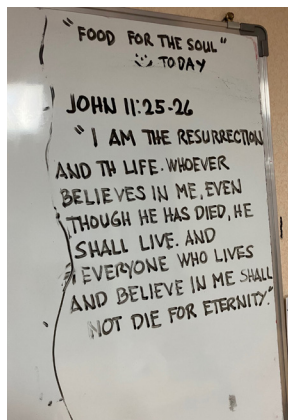 "FOOD FOR THE SOUL"
TODAY
JOHN 11:25-26
"I AM THE RESURRECTION
AND TH LIFE. WHOEVER
BELIEVES IN ME, EVEN
THOUGH HE HAS DIED, HE
SHALL LIVE. AND
EVERYONE WHO LIVES
AND BELIEVE IN ME SHALL
NOT DIE FOR ETERNITY."